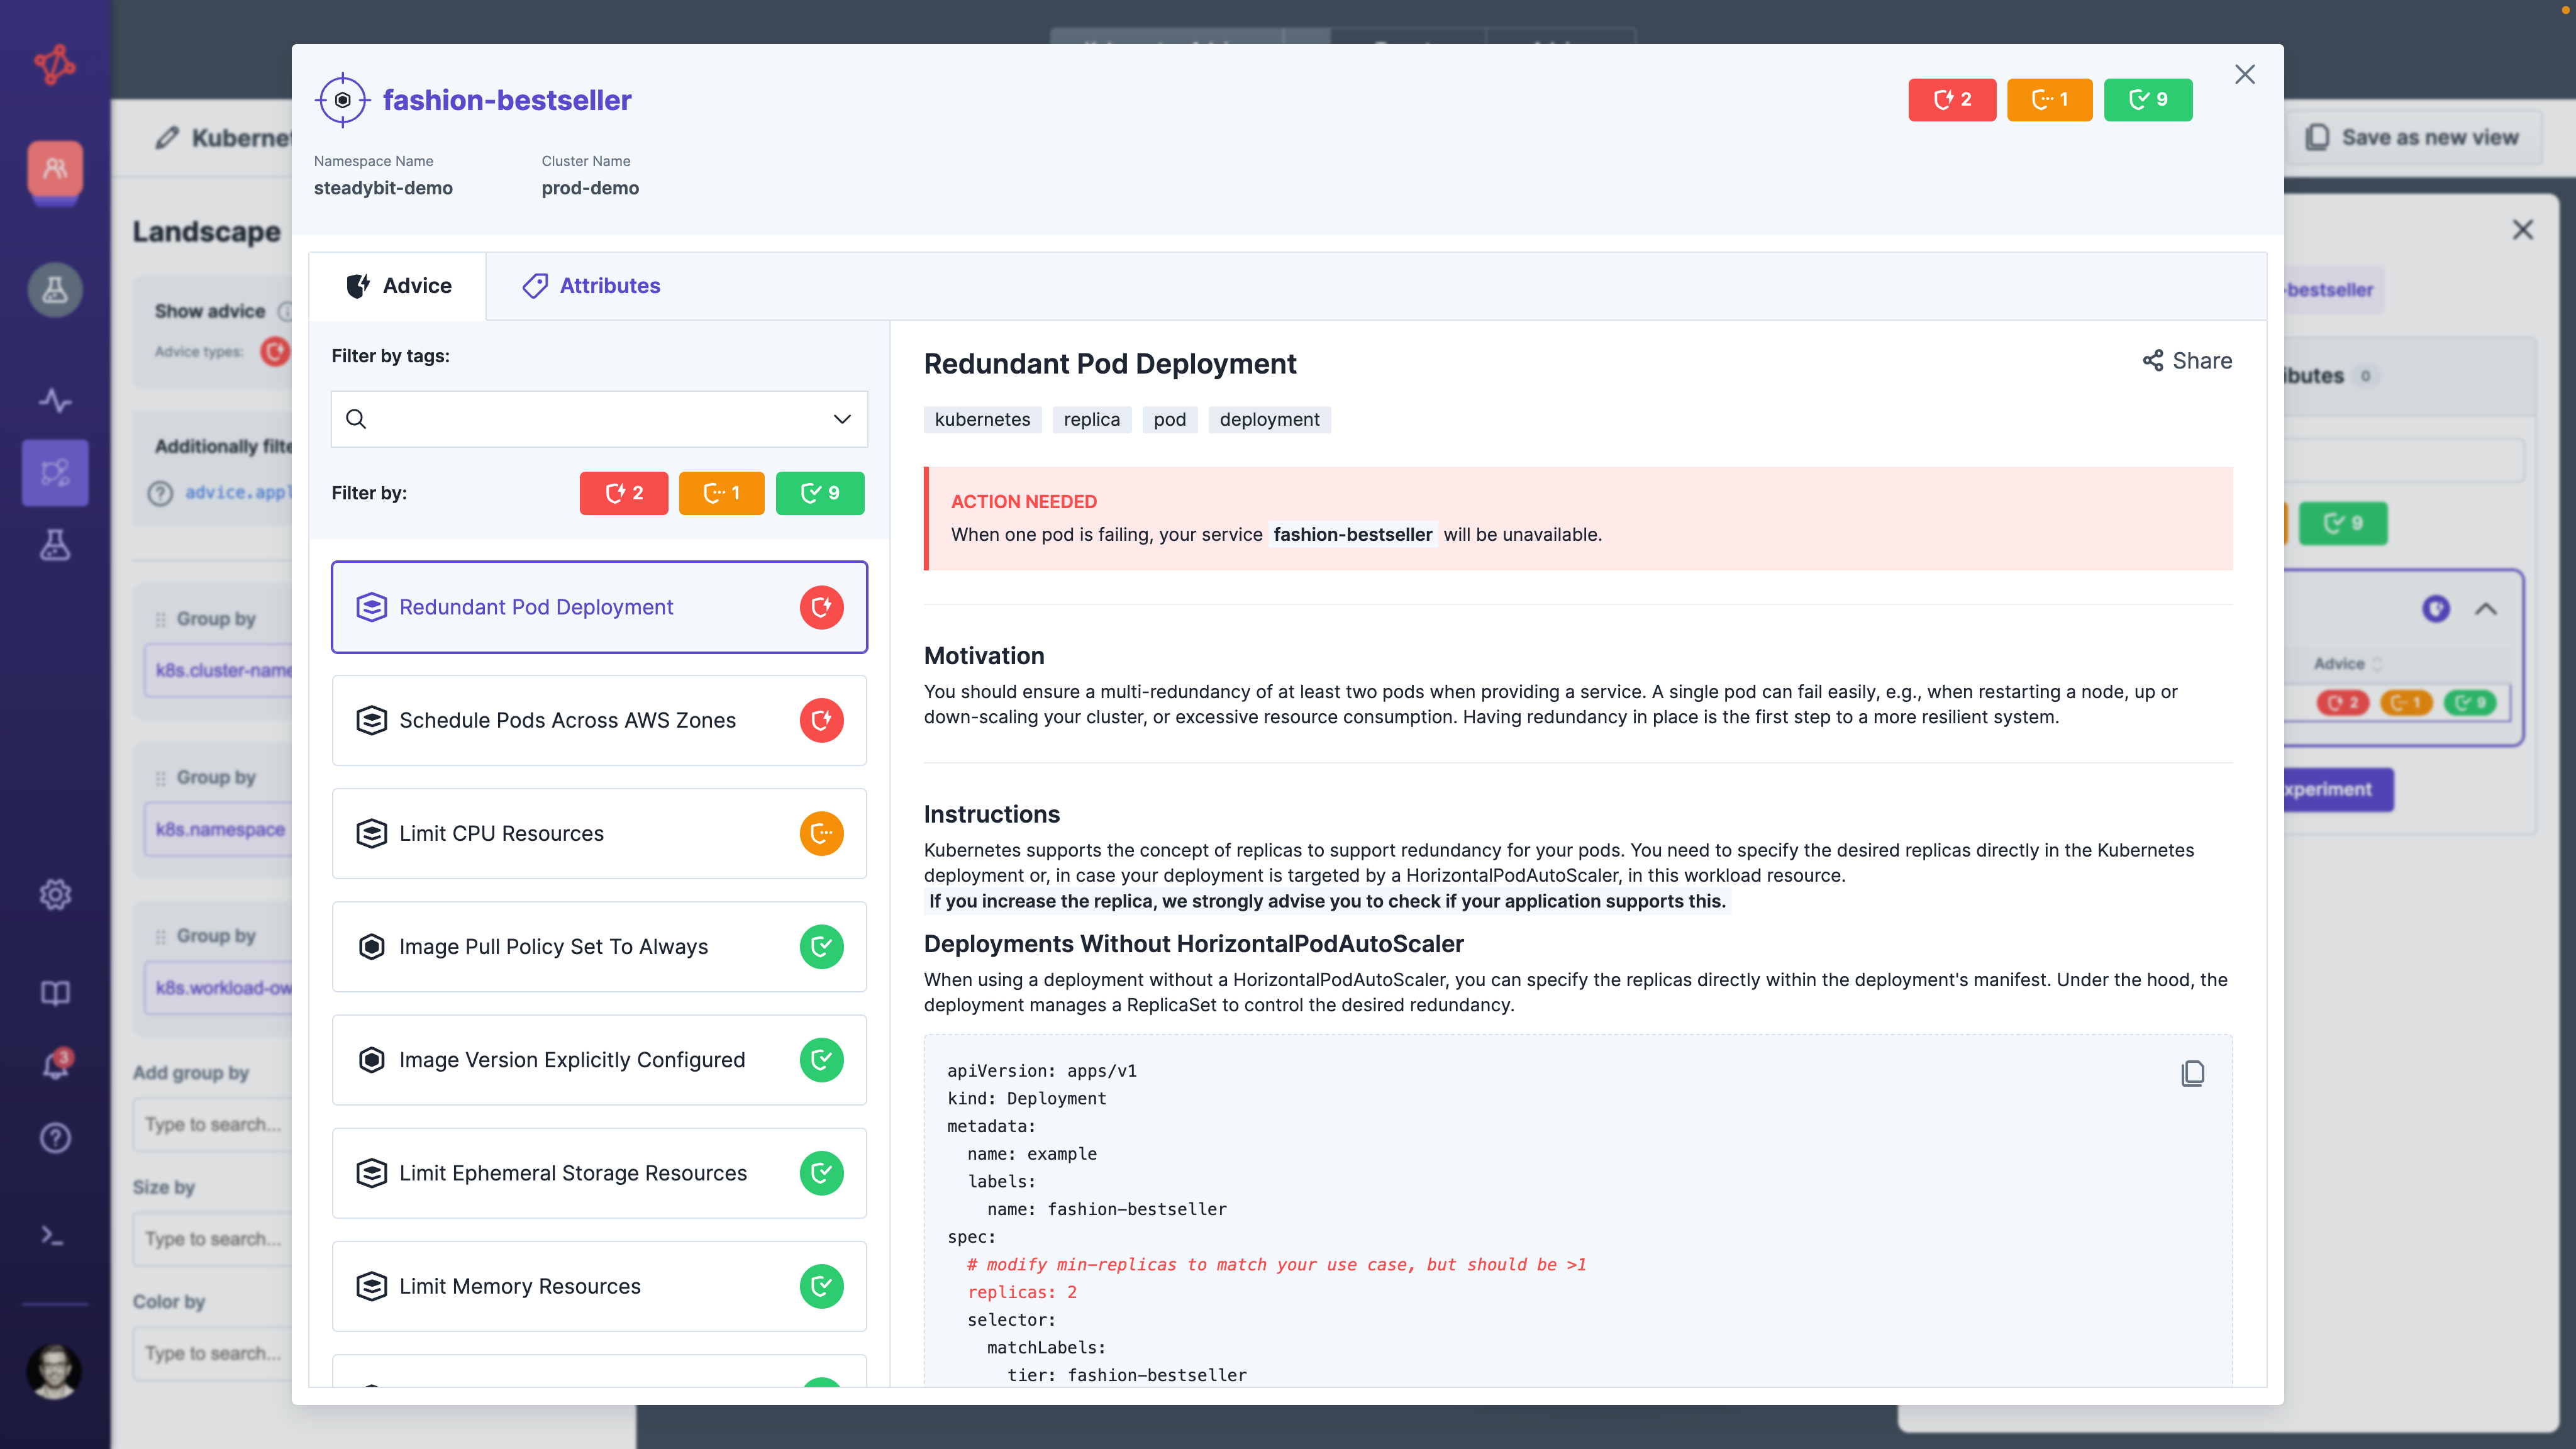 fashion-bestseller
2
1
9
Namespace Name
steadybit-demo
Cluster Name
prod-demo
Advice
Attributes
Filter by tags:
Filter by:
2
1
9
Redundant Pod Deployment
Schedule Pods Across AWS Zones
Limit CPU Resources
Image Pull Policy Set To Always
Image Version Explicitly Configured
Limit Ephemeral Storage Resources
Limit Memory Resources
Redundant Pod Deployment
Share
kubernetes replica pod deployment
ACTION NEEDED
When one pod is failing, your service fashion-bestseller will be unavailable.
Motivation
You should ensure a multi-redundancy of at least two pods when providing a service. A single pod can fail easily, e.g., when restarting a node, up or
down-scaling your cluster, or excessive resource consumption. Having redundancy in place is the first step to a more resilient system.
Instructions
Kubernetes supports the concept of replicas to support redundancy for your pods. You need to specify the desired replicas directly in the Kubernetes
deployment or, in case your deployment is targeted by a HorizontalPodAutoScaler, in this workload resource.
If you increase the replica, we strongly advise you to check if your application supports this.
Deployments Without HorizontalPodAutoScaler
When using a deployment without a HorizontalPodAutoScaler, you can specify the replicas directly within the deployment's manifest. Under the hood, the
deployment manages a ReplicaSet to control the desired redundancy.
apiVersion: apps/v1
kind: Deployment
metadata:
name: example
labels:
name: fashion-bestseller
spec:
# modify min-replicas to match your use case, but should be >1
replicas: 2
selector:
matchLabels:
tier: fashion-bestseller
Landscape
Show advice
Advice types:
Additionally filte
advice.appl
Group by
k8s.cluster-name
Group by
k8s.namespace
Group by
k8s.workload-ow
Add group by
Type to search...
Size by
Type to search...
Color by
Type to search...
3
Kuberne
Save as new view
-bestseller
ibutes 0
9
Advice
2
1
9
xperiment